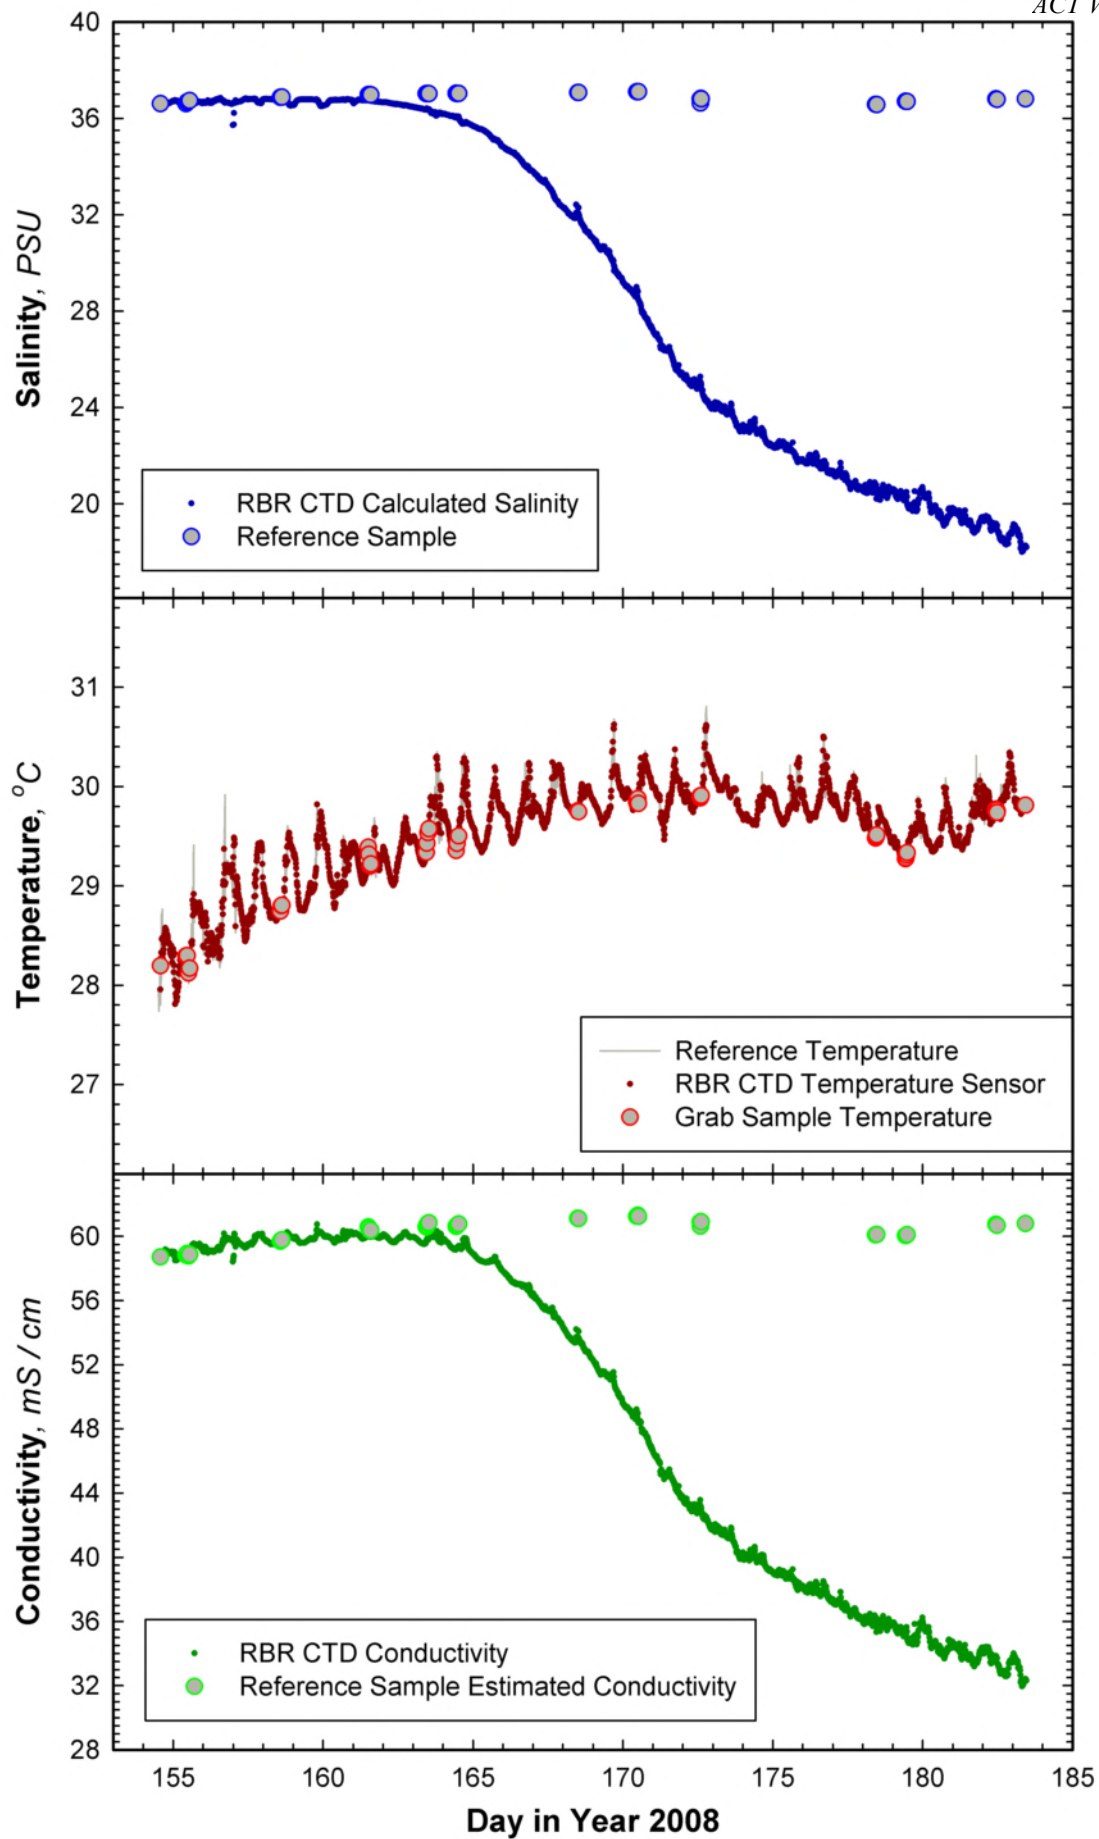 ACT V
40
36
32
28
24
20
Salinity, PSU
RBR CTD Calculated Salinity
Reference Sample
31
30
29
28
27
Temperature, °C
Reference Temperature
RBR CTD Temperature Sensor
Grab Sample Temperature
60
56
52
48
44
40
36
32
28
Conductivity, mS / cm
RBR CTD Conductivity
Reference Sample Estimated Conductivity
155 160 165 170 175 180 185
Day in Year 2008